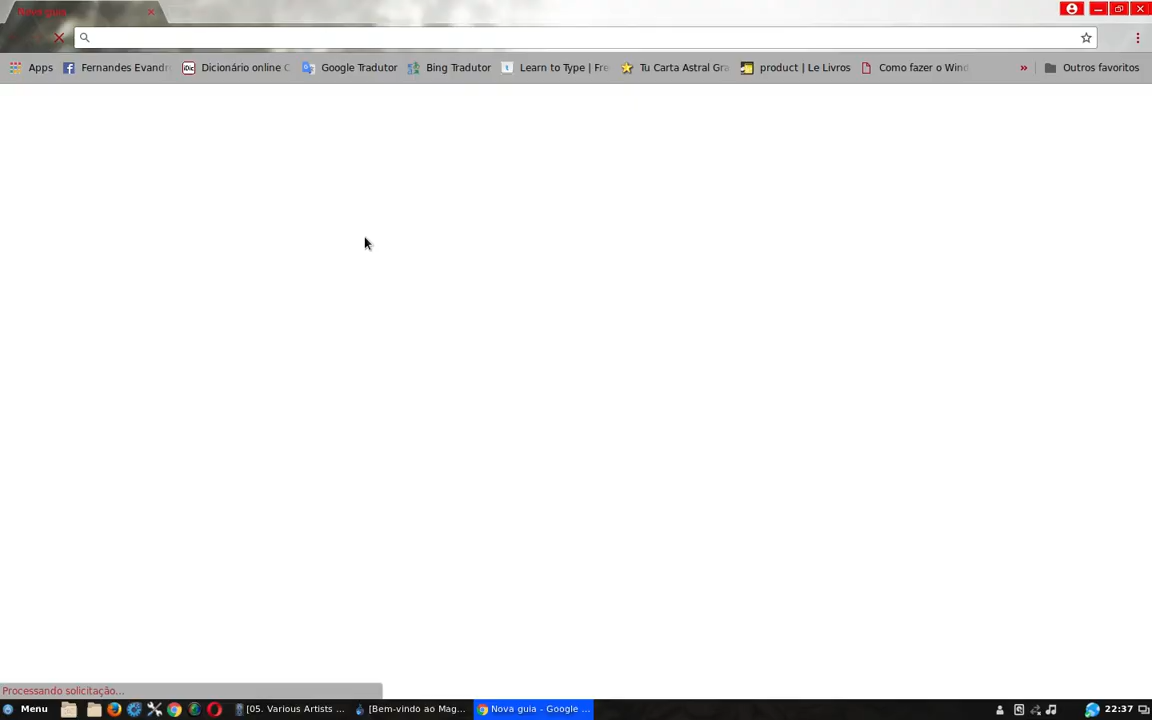 Nova guia
Apps Fernandes Evandr Dicionário online C Google Tradutor Bing Tradutor Learn to Type | Fre Tu Carta Astral Gra product | Le Livros Como fazer o Wind » Outros favoritos
Processando solicitação...
Menu [05. Various Artists ... [Bem-vindo ao Mag... Nova guia - Google ... 22:37